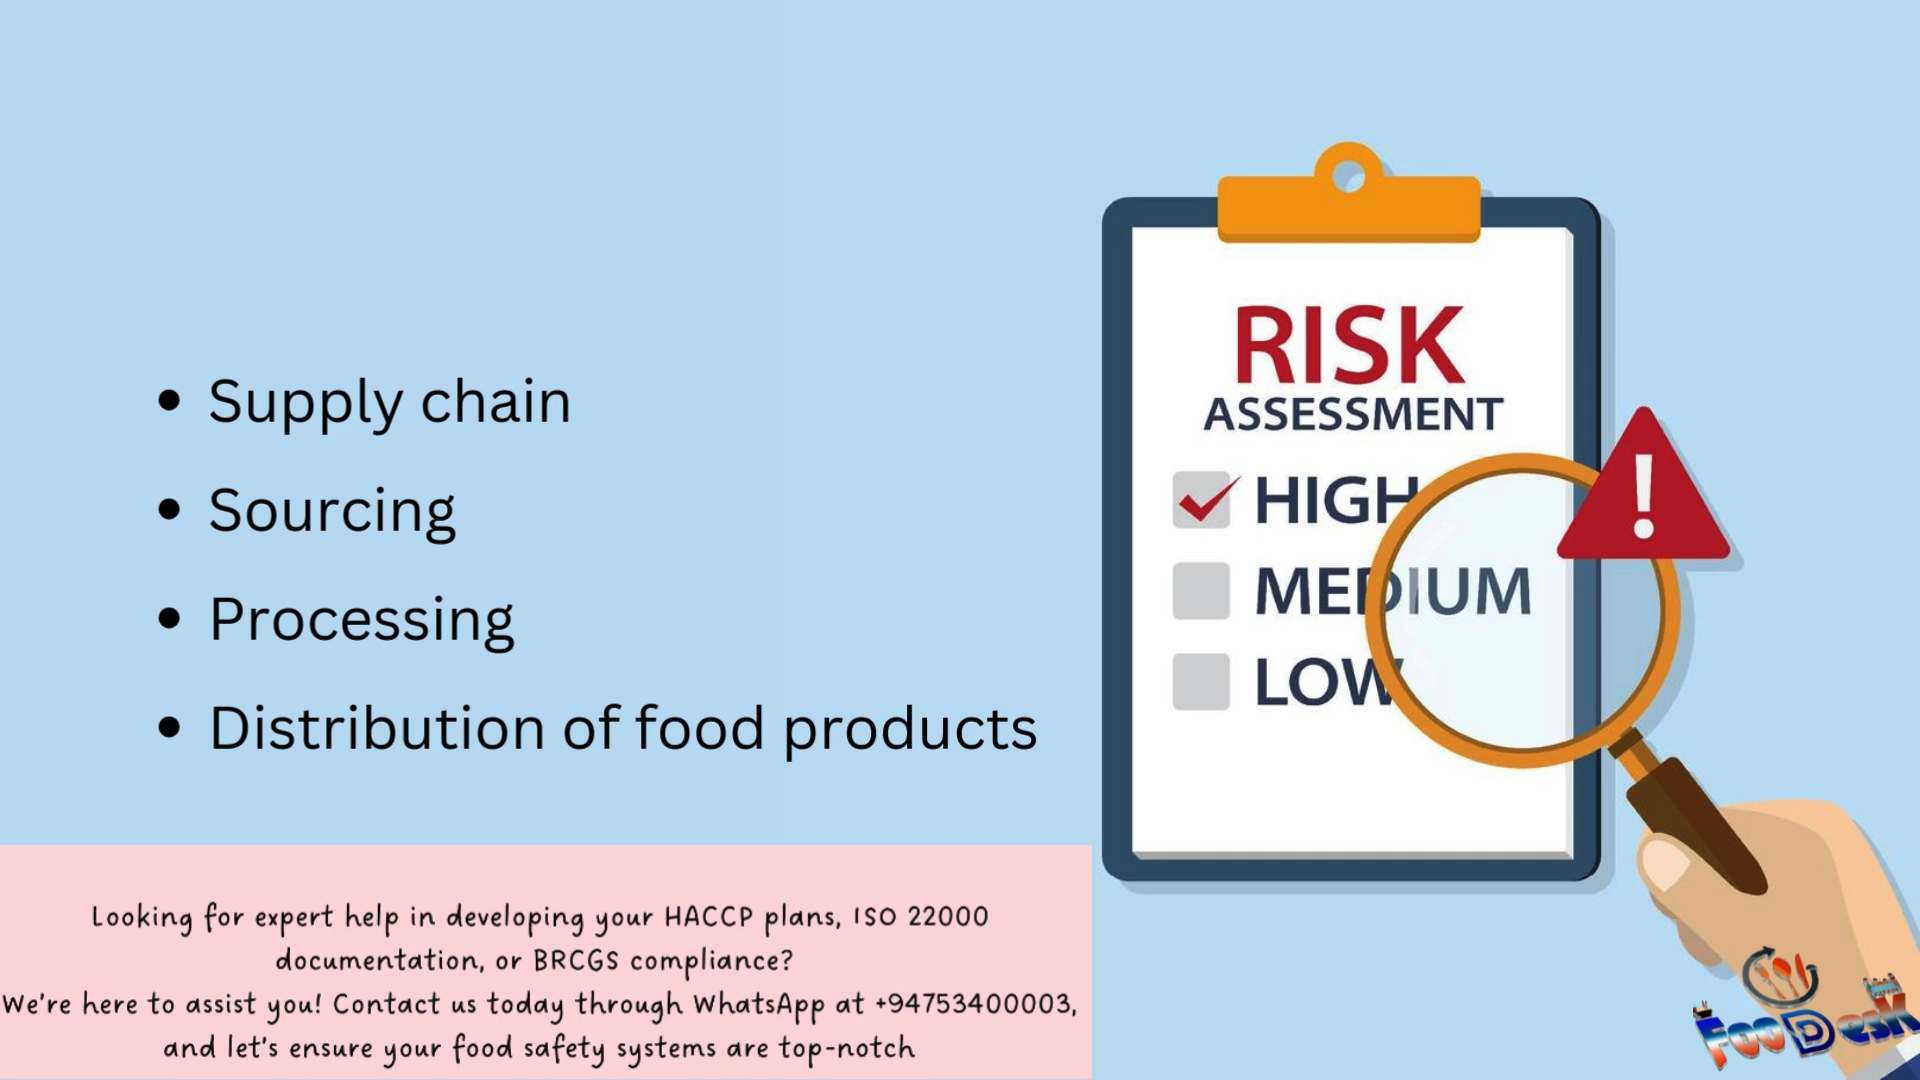 • Supply chain
• Sourcing
• Processing
• Distribution of food products
RISK
ASSESSMENT
HIGH
MEDIUM
LOW
!
Looking for expert help in developing your HACCP plans, ISO 22000
documentation, or BRCGS compliance?
We're here to assist you! Contact us today through WhatsApp at +94753400003,
and let's ensure your food safety systems are top-notch
FooDesk